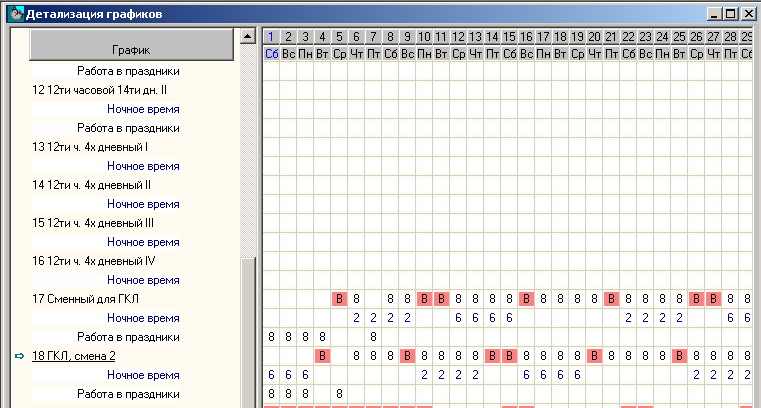 Детализация графиков
График 1 2 3 4 5 6 7 8 9 10 11 12 13 14 15 16 17 18 19 20 21 22 23 24 25 26 27 28 29
Сб Вс Пн Вт Ср Чт Пт Сб Вс Пн Вт Ср Чт Пт Сб Вс Пн Вт Ср Чт Пт Сб Вс Пн Вт Ср Чт Пт Сб
Работа в праздники
12 12ти часовой 14ти дн. II
Ночное время
Работа в праздники
13 12ти ч. 4х дневный I
Ночное время
14 12ти ч. 4х дневный II
Ночное время
15 12ти ч. 4х дневный III
Ночное время
16 12ти ч. 4х дневный IV
Ночное время
17 Сменный для ГКЛ В 8 8 8 В В 8 8 8 8 В 8 8 8 8 В 8 8 8 8 В В 8 8
Ночное время 2 2 2 2 6 6 6 6 2 2 2 2 6 6
Работа в праздники 8 8 8 8 8
18 ГКЛ, смена 2 В 8 8 8 В 8 8 8 8 В В 8 8 8 8 В 8 8 8 8 В 8 8 8 8
Ночное время 6 6 6 2 2 2 2 6 6 6 6 2 2 2 2
Работа в праздники 8 8 8 8